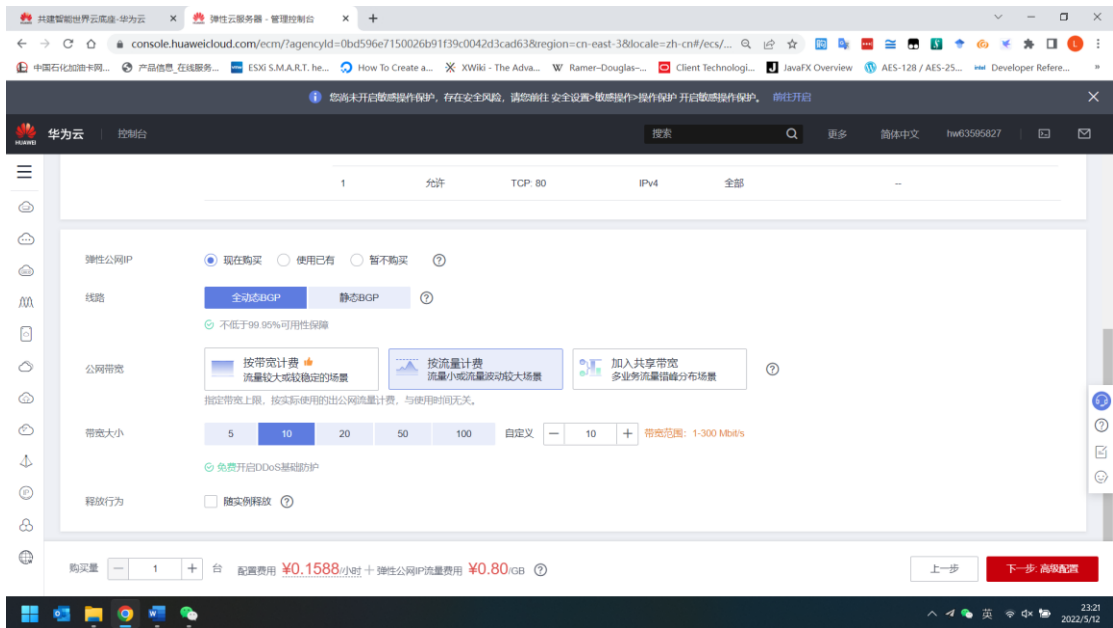 共建智能世界云底座-华为云
弹性云服务器 - 管理控制台
console.huaweicloud.com/ecm/?agencyId=0bd596e7150026b91f39c0042d3cad63&region=cn-east-3&locale=zh-cn#/ecs/...
中国石化加油卡网... 产品信息_在线服务... ESXi S.M.A.R.T. he... How To Create a... XWiki - The Adva... Ramer–Douglas–... Client Technologi... JavaFX Overview AES-128 / AES-25... Developer Refere...
您尚未开启敏感操作保护，存在安全风险，请您前往 安全设置>敏感操作>操作保护 开启敏感操作保护。 前往开启
HUAWEI 华为云 控制台 搜索 更多 简体中文 hw63595827
1 允许 TCP: 80 IPv4 全部 --
弹性公网IP 现在购买 使用已有 暂不购买
线路 全动态BGP 静态BGP
不低于99.95%可用性保障
公网带宽 按带宽计费 按流量计费 加入共享带宽
流量较大或较稳定的场景 流量小或流量波动较大场景 多业务流量错峰分布场景
指定带宽上限，按实际使用的出公网流量计费，与使用时间无关。
带宽大小 5 10 20 50 100 自定义 10 带宽范围：1-300 Mbit/s
免费开启DDoS基础防护
释放行为 随实例释放
购买量 1 台 配置费用 ¥0.1588/小时 + 弹性公网IP流量费用 ¥0.80/GB 上一步 下一步: 高级配置
英 23:21
2022/5/12